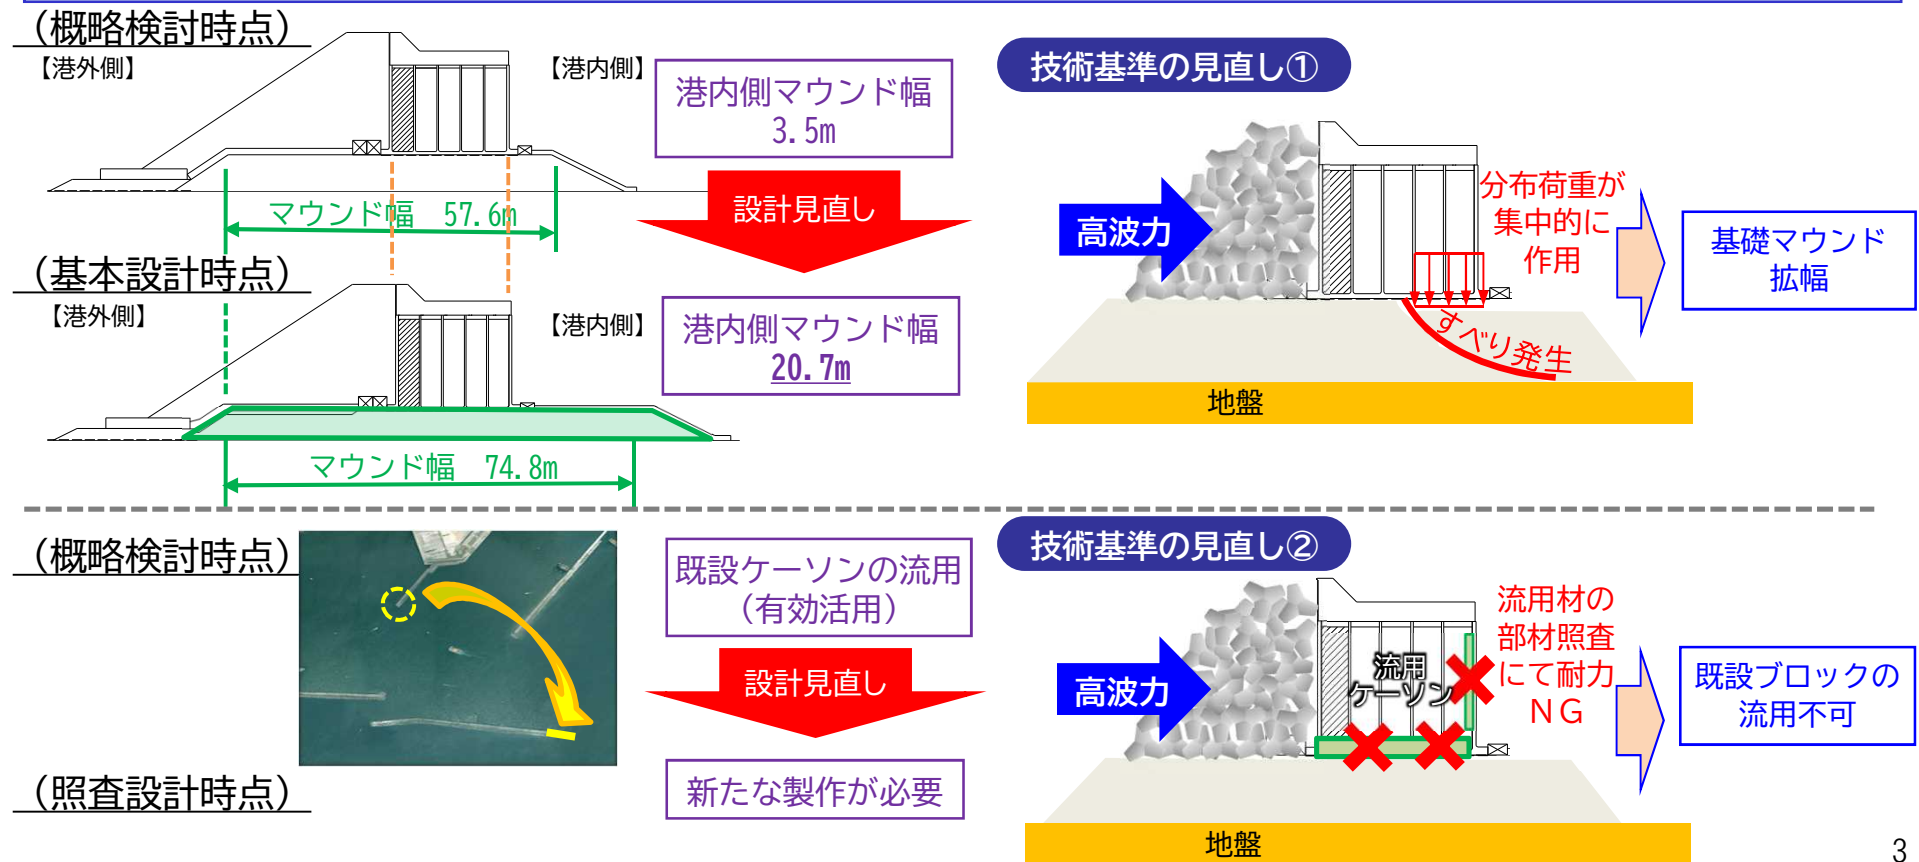 （概略検討時点）
【港外側】
【港内側】
港内側マウンド幅
3.5m
設計見直し
マウンド幅　57.6m
（基本設計時点）
【港外側】
【港内側】
港内側マウンド幅
20.7m
マウンド幅　74.8m
技術基準の見直し①
高波力
分布荷重が
集中的に
作用
すべり発生
地盤
基礎マウンド
拡幅
（概略検討時点）
既設ケーソンの流用
（有効活用）
設計見直し
（照査設計時点）
新たな製作が必要
技術基準の見直し②
高波力
流用
ケーソン
流用材の
部材照査
にて耐力
ＮＧ
地盤
既設ブロックの
流用不可
3